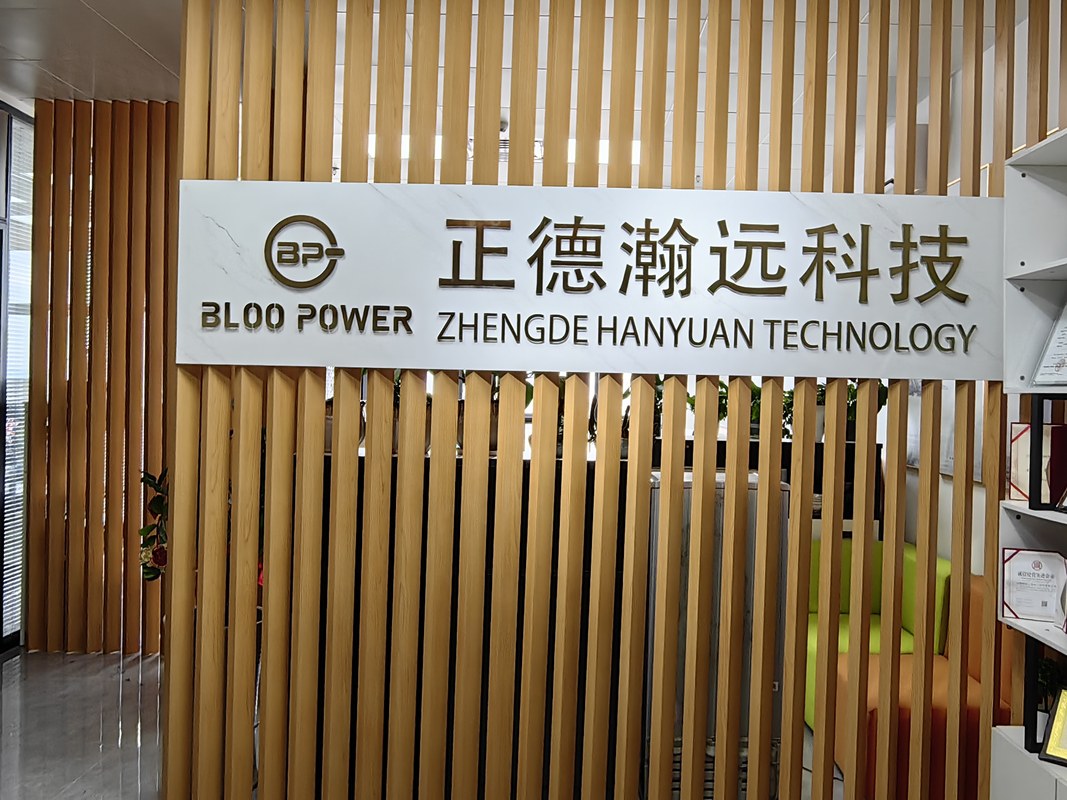 BP
BLOO POWER
正德瀚远科技
ZHENGDE HANYUAN TECHNOLOGY